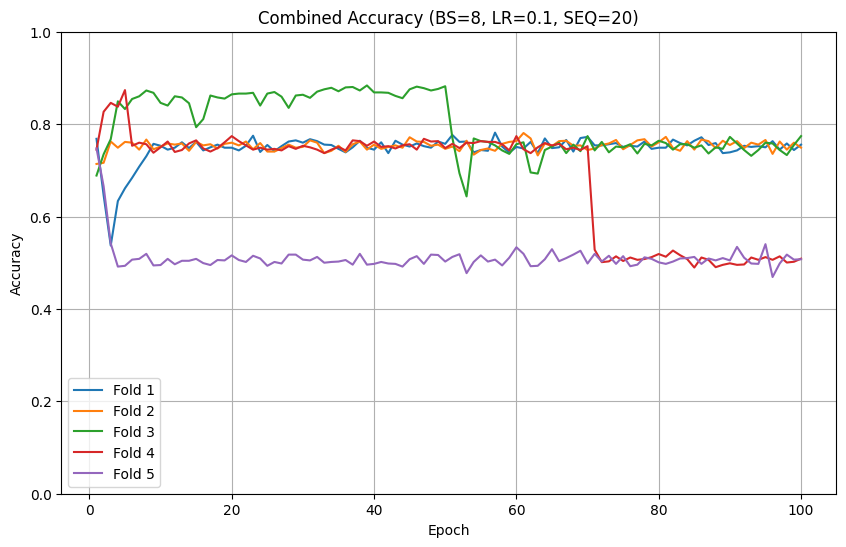 Combined Accuracy (BS=8, LR=0.1, SEQ=20)
1.0
0.8
0.6
0.4
0.2
0.0
Accuracy
Fold 1
Fold 2
Fold 3
Fold 4
Fold 5
0 20 40 60 80 100
Epoch